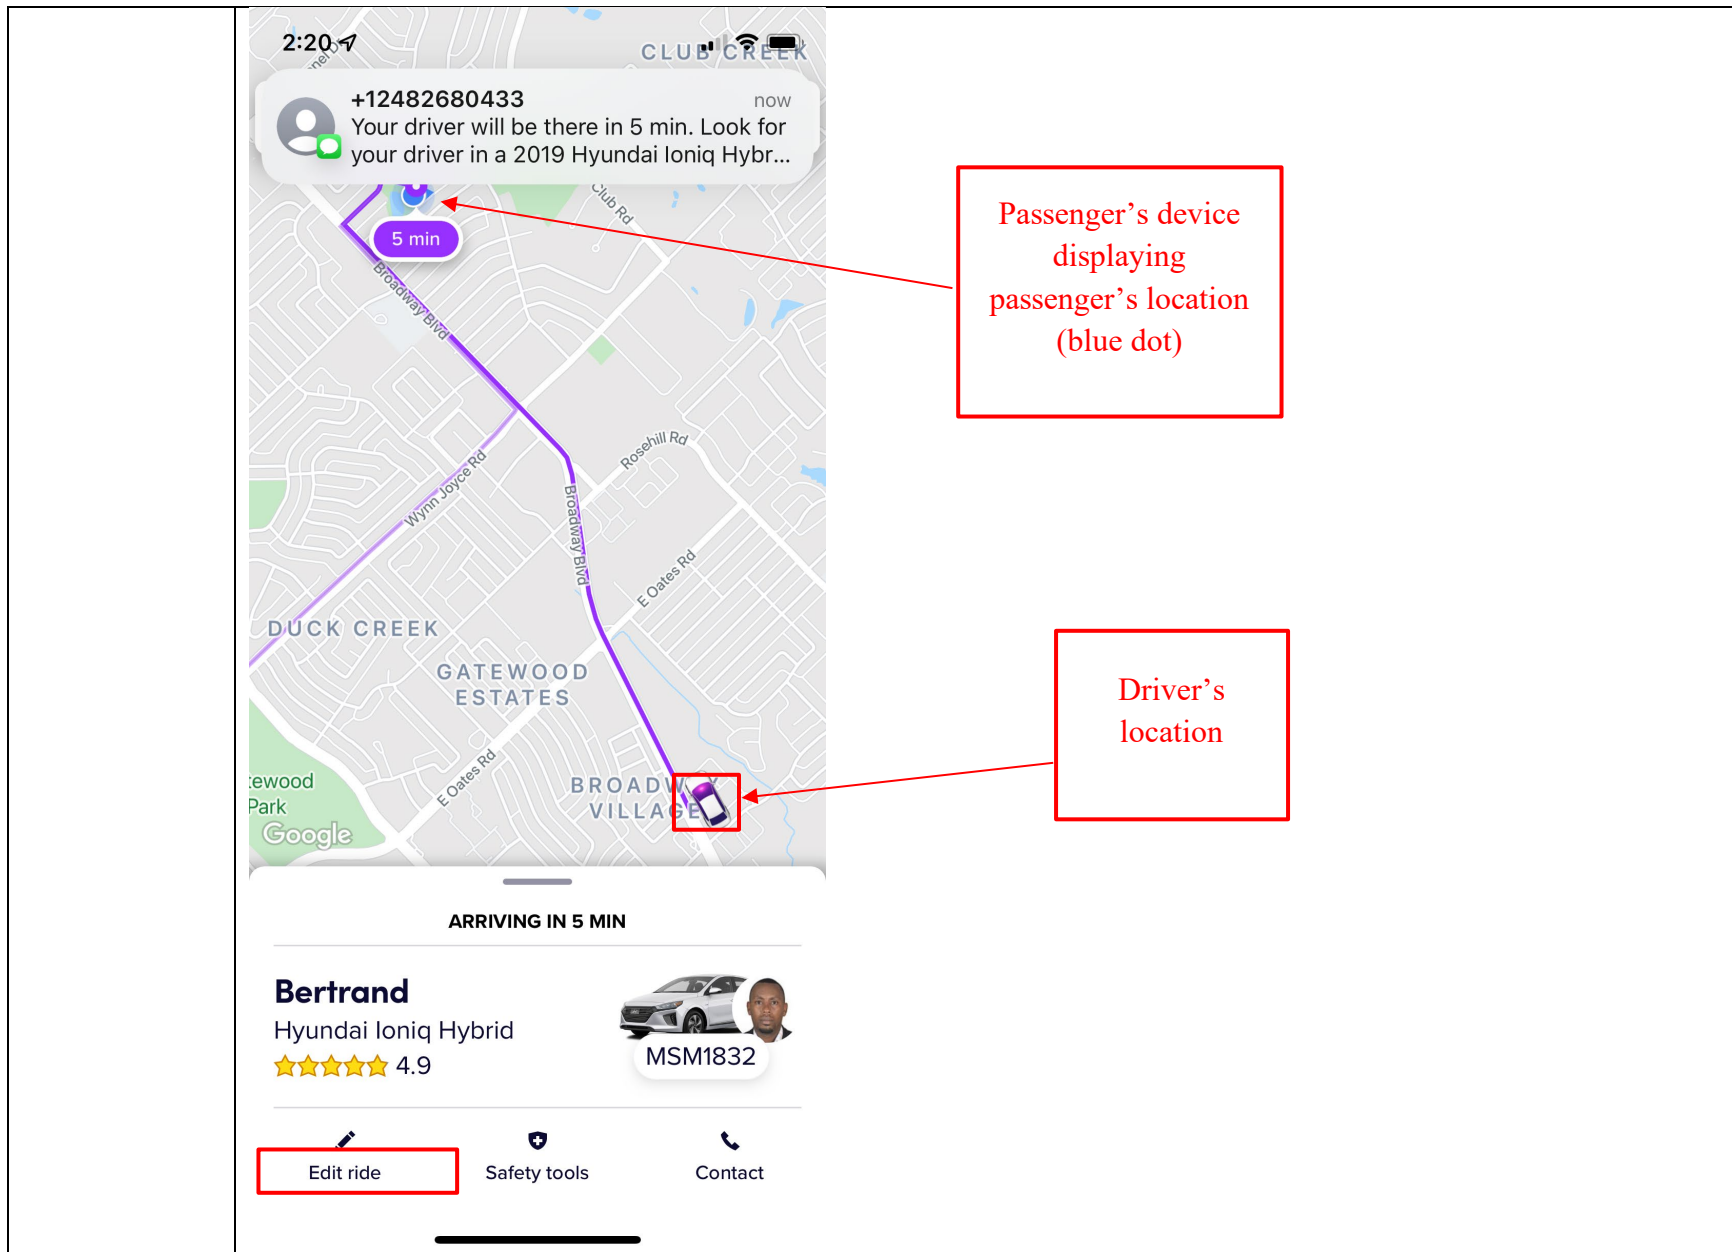 2:20
CLUB CREEK
+12482680433 now
Your driver will be there in 5 min. Look for
your driver in a 2019 Hyundai Ioniq Hybr...
Club Rd
5 min
Broadway Blvd
Passenger’s device
displaying
passenger’s location
(blue dot)
Rosehill Rd
Wynn Joyce Rd
Broadway Blvd
E Oates Rd
DUCK CREEK
GATEWOOD
ESTATES
Driver’s
location
E Oates Rd
BROADW
VILLAGE
ewood
Park
Google
ARRIVING IN 5 MIN
Bertrand
Hyundai Ioniq Hybrid
4.9
MSM1832
Edit ride
Safety tools
Contact